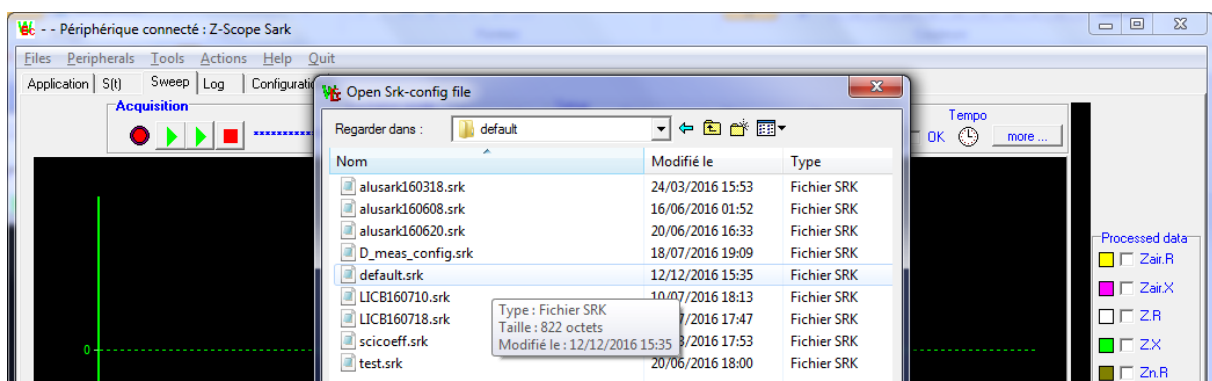 - - Périphérique connecté : Z-Scope Sark
Files Peripherals Tools Actions Help Quit
Application S(t) Sweep Log Configuratio
Open Srk-config file
Acquisition
Regarder dans : default
Tempo
OK more ...
Nom Modifié le Type
alusark160318.srk 24/03/2016 15:53 Fichier SRK
alusark160608.srk 16/06/2016 01:52 Fichier SRK
alusark160620.srk 20/06/2016 16:33 Fichier SRK
D_meas_config.srk 18/07/2016 19:09 Fichier SRK
default.srk 12/12/2016 15:35 Fichier SRK
LICB160710.srk 10/07/2016 18:13 Fichier SRK
LICB160718.srk 7/2016 17:47 Fichier SRK
scicoeff.srk 3/2016 17:53 Fichier SRK
test.srk 20/06/2016 18:00 Fichier SRK
Type : Fichier SRK
Taille : 822 octets
Modifié le : 12/12/2016 15:35
0
Processed data
Zair.R
Zair.X
Z.R
Z.X
Zn.R